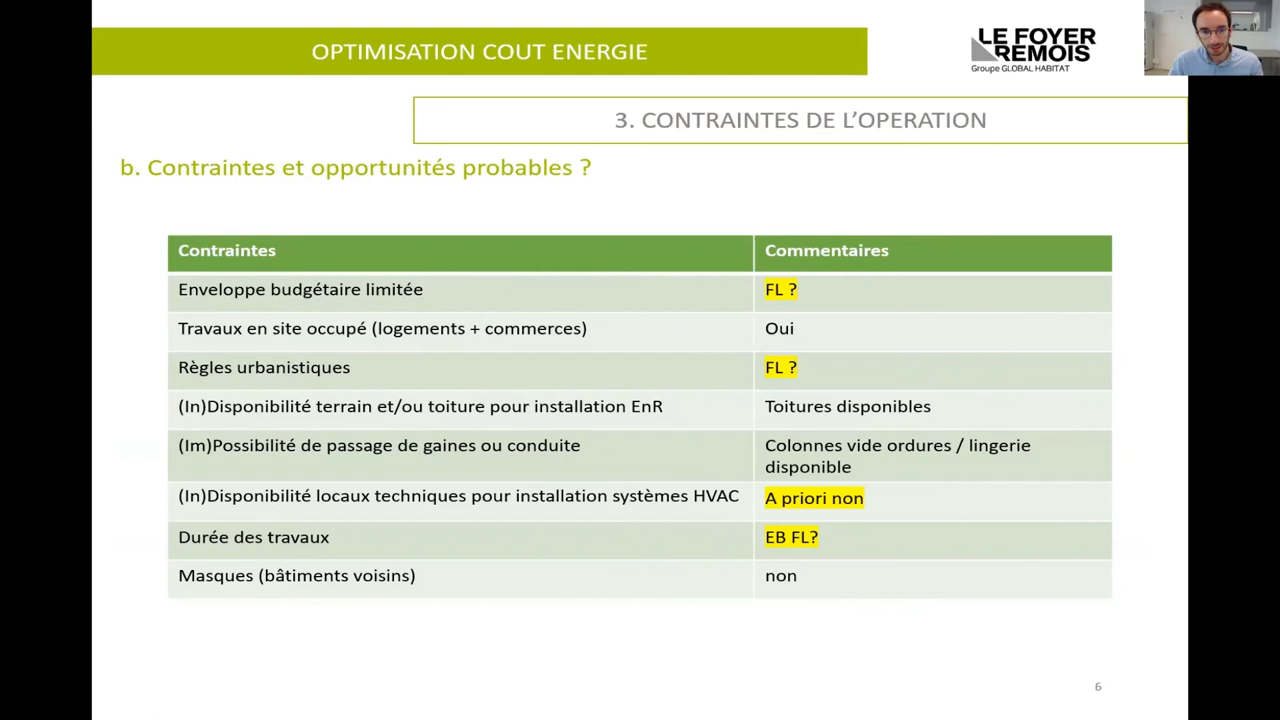 OPTIMISATION COUT ENERGIE
LE FOYER
REMOIS
Groupe GLOBAL HABITAT
3. CONTRAINTES DE L’OPERATION
b. Contraintes et opportunités probables ?
Contraintes
Commentaires
Enveloppe budgétaire limitée
FL ?
Travaux en site occupé (logements + commerces)
Oui
Règles urbanistiques
FL ?
(In)Disponibilité terrain et/ou toiture pour installation EnR
Toitures disponibles
(Im)Possibilité de passage de gaines ou conduite
Colonnes vide ordures / lingerie
disponible
(In)Disponibilité locaux techniques pour installation systèmes HVAC
A priori non
Durée des travaux
EB FL?
Masques (bâtiments voisins)
non
6